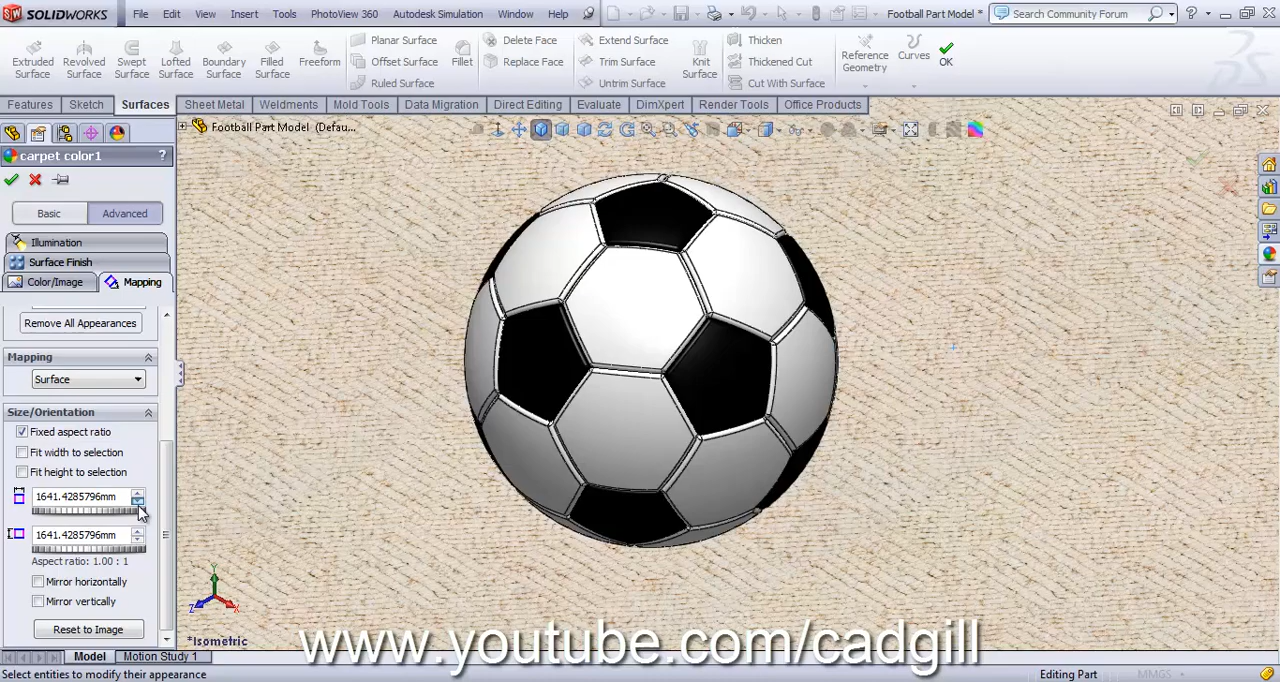 SOLIDWORKS File Edit View Insert Tools PhotoView 360 Autodesk Simulation Window Help Football Part Model * Search Community Forum
Extruded Surface
Revolved Surface
Swept Surface
Lofted Surface
Boundary Surface
Filled Surface
Freeform
Planar Surface
Offset Surface
Ruled Surface
Fillet
Delete Face
Replace Face
Extend Surface
Trim Surface
Untrim Surface
Knit Surface
Thicken
Thickened Cut
Cut With Surface
Reference Geometry
Curves
OK
Features Sketch Surfaces Sheet Metal Weldments Mold Tools Data Migration Direct Editing Evaluate DimXpert Render Tools Office Products
Football Part Model (Defau...
carpet color1 ?
Basic Advanced
Illumination
Surface Finish
Color/Image Mapping
Remove All Appearances
Mapping
Surface
Size/Orientation
Fixed aspect ratio
Fit width to selection
Fit height to selection
1641.4285796mm
1641.4285796mm
Aspect ratio: 1.00 : 1
Mirror horizontally
Mirror vertically
Reset to Image
Y
Z
X
*Isometric
www.youtube.com/cadgill
Model Motion Study 1
Select entities to modify their appearance Editing Part MMGS